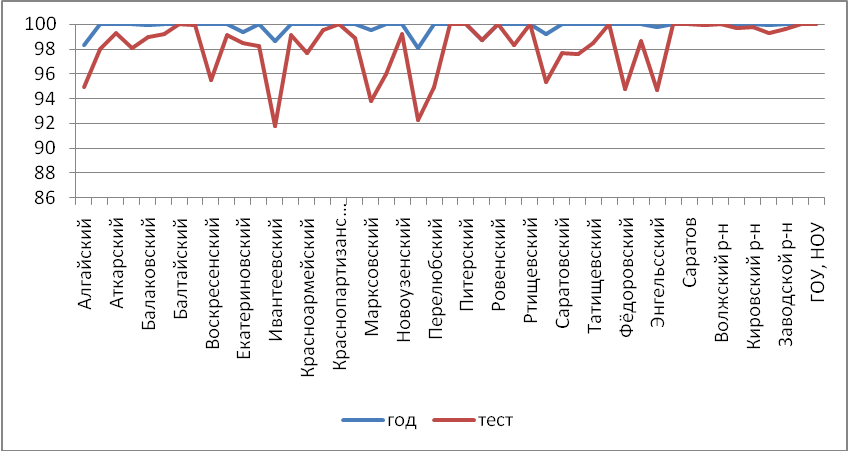 100
98
96
94
92
90
88
86
Алгайский
Аткарский
Балаковский
Балтайский
Воскресенский
Екатериновский
Ивантеевский
Красноармейский
Краснопартизанс...
Марксовский
Новоузенский
Перелюбский
Питерский
Ровенский
Ртищевский
Саратовский
Татищевский
Фёдоровский
Энгельсский
Саратов
Волжский р-н
Кировский р-н
Заводской р-н
ГОУ, НОУ
год
тест